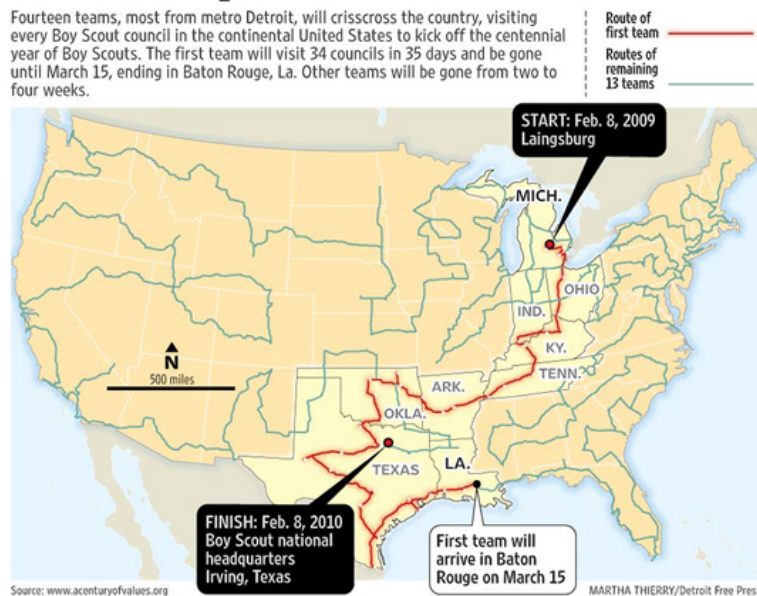 Fourteen teams, most from metro Detroit, will crisscross the country, visiting
every Boy Scout council in the continental United States to kick off the centennial
year of Boy Scouts. The first team will visit 34 councils in 35 days and be gone
until March 15, ending in Baton Rouge, La. Other teams will be gone from two to
four weeks.
Route of
first team
Routes of
remaining
13 teams
START: Feb. 8, 2009
Laingsburg
MICH.
OHIO
IND.
KY.
TENN.
ARK.
OKLA.
TEXAS
LA.
N
500 miles
FINISH: Feb. 8, 2010
Boy Scout national
headquarters
Irving, Texas
First team will
arrive in Baton
Rouge on March 15
Source: www.acenturyofvalues.org
MARTHA THIERRY/Detroit Free Pres